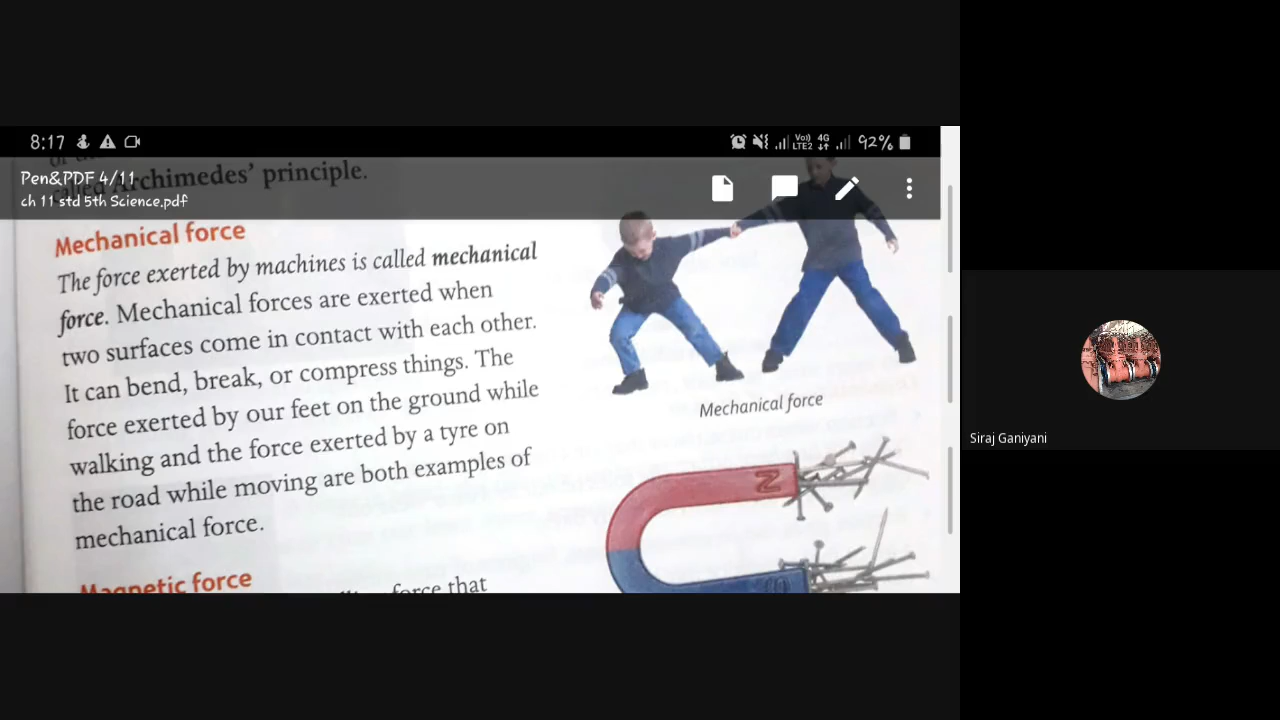 8:17
Vo)) 4G
LTE2
92%
Pen&PDF 4/11
ch 11 std 5th Science.pdf
Archimedes' principle.
Mechanical force
The force exerted by machines is called mechanical
force. Mechanical forces are exerted when
two surfaces come in contact with each other.
It can bend, break, or compress things. The
force exerted by our feet on the ground while
walking and the force exerted by a tyre on
the road while moving are both examples of
mechanical force.
Mechanical force
N
S
Magnetic force
force that
Siraj Ganiyani